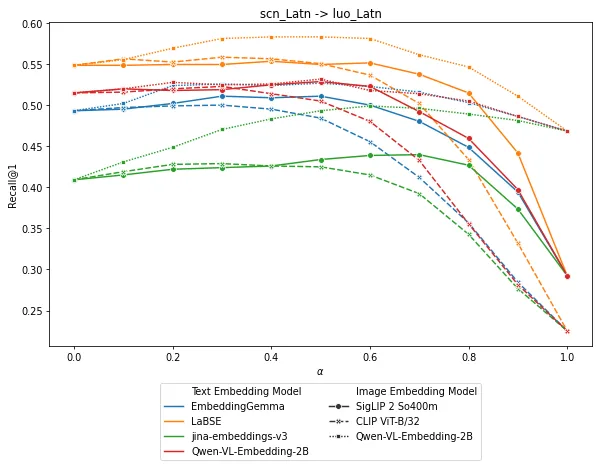 scn_Latn -> luo_Latn
Recall@1
0.60
0.55
0.50
0.45
0.40
0.35
0.30
0.25
0.0
0.2
0.4
0.6
0.8
1.0
α
Text Embedding Model
EmbeddingGemma
LaBSE
jina-embeddings-v3
Qwen-VL-Embedding-2B
Image Embedding Model
SigLIP 2 So400m
CLIP ViT-B/32
Qwen-VL-Embedding-2B